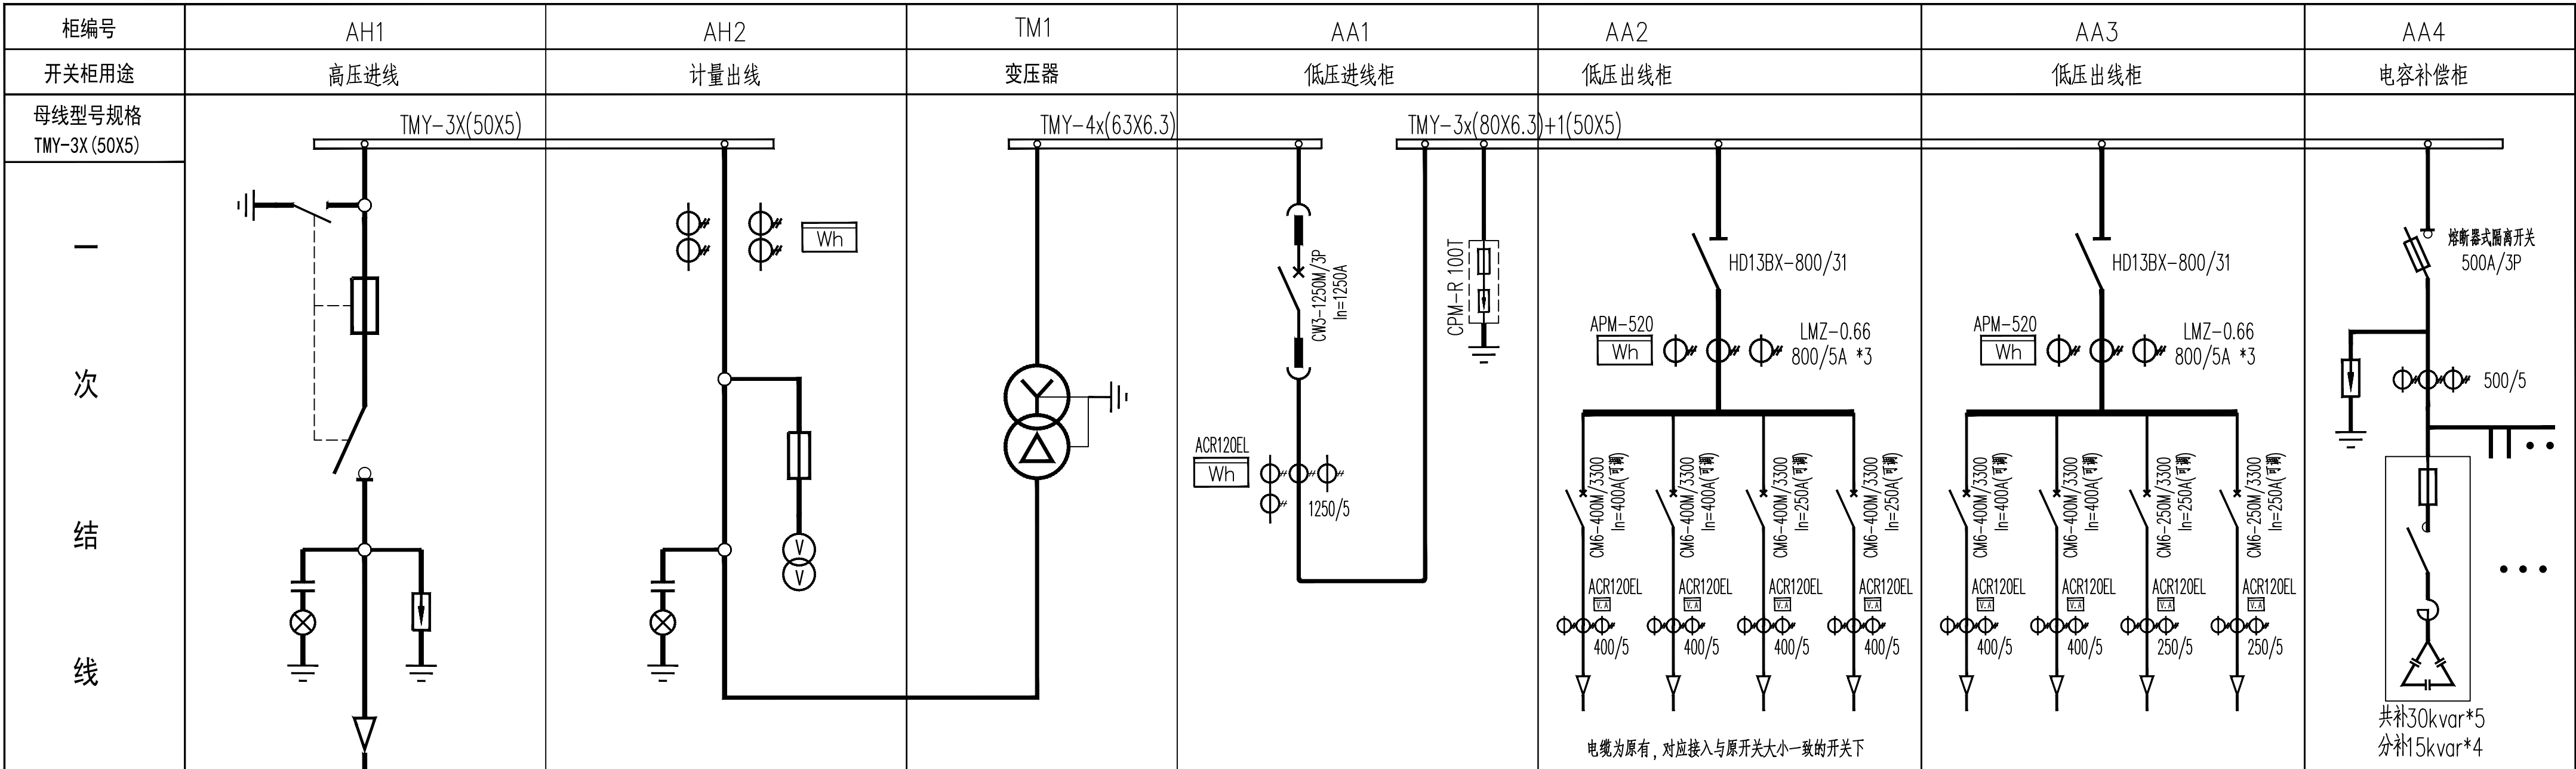 柜编号 AH1 AH2 TM1 AA1 AA2 AA3 AA4
开关柜用途 高压进线 计量出线 变压器 低压进线柜 低压出线柜 低压出线柜 电容补偿柜
母线型号规格
TMY-3X(50X5)
TMY-3X(50X5)
TMY-4x(63X6.3)
TMY-3x(80X6.3)+1(50X5)
一次结线
Wh
V
V
CW3-1250M/3P
In=1250A
ACR120EL
Wh
1250/5
CPM-R 100T
HD13BX-800/31
APM-520
Wh
LMZ-0.66
800/5A *3
CM6-400M/3300
In=400A(可调)
CM6-400M/3300
In=400A(可调)
CM6-400M/3300
In=250A(可调)
CM6-400M/3300
In=250A(可调)
ACR120EL ACR120EL ACR120EL ACR120EL
V.A V.A V.A V.A
400/5 400/5 400/5 400/5
电缆为原有，对应接入与原开关大小一致的开关下
HD13BX-800/31
APM-520
Wh
LMZ-0.66
800/5A *3
CM6-400M/3300
In=400A(可调)
CM6-400M/3300
In=400A(可调)
CM6-250M/3300
In=250A(可调)
CM6-250M/3300
In=250A(可调)
ACR120EL ACR120EL ACR120EL ACR120EL
V.A V.A V.A V.A
400/5 400/5 250/5 250/5
熔断器式隔离开关
500A/3P
500/5
共补30kvar*5
分补15kvar*4